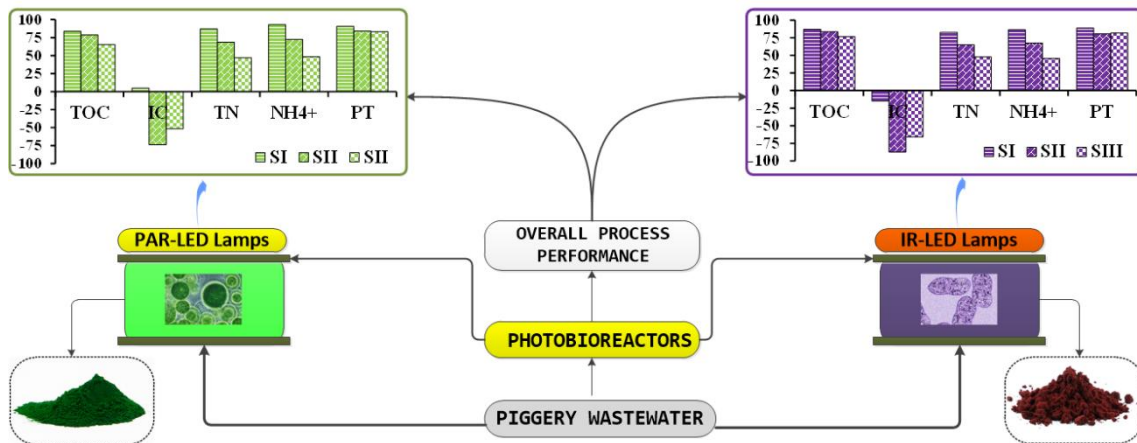 100
75
50
25
0
-25
-50
-75
-100
TOC IC TN NH4+ PT
SI SII SII
100
75
50
25
0
-25
-50
-75
-100
TOC IC TN NH4+ PT
SI SII SIII
PAR-LED Lamps
OVERALL PROCESS
PERFORMANCE
IR-LED Lamps
PHOTOBIOREACTORS
PIGGERY WASTEWATER